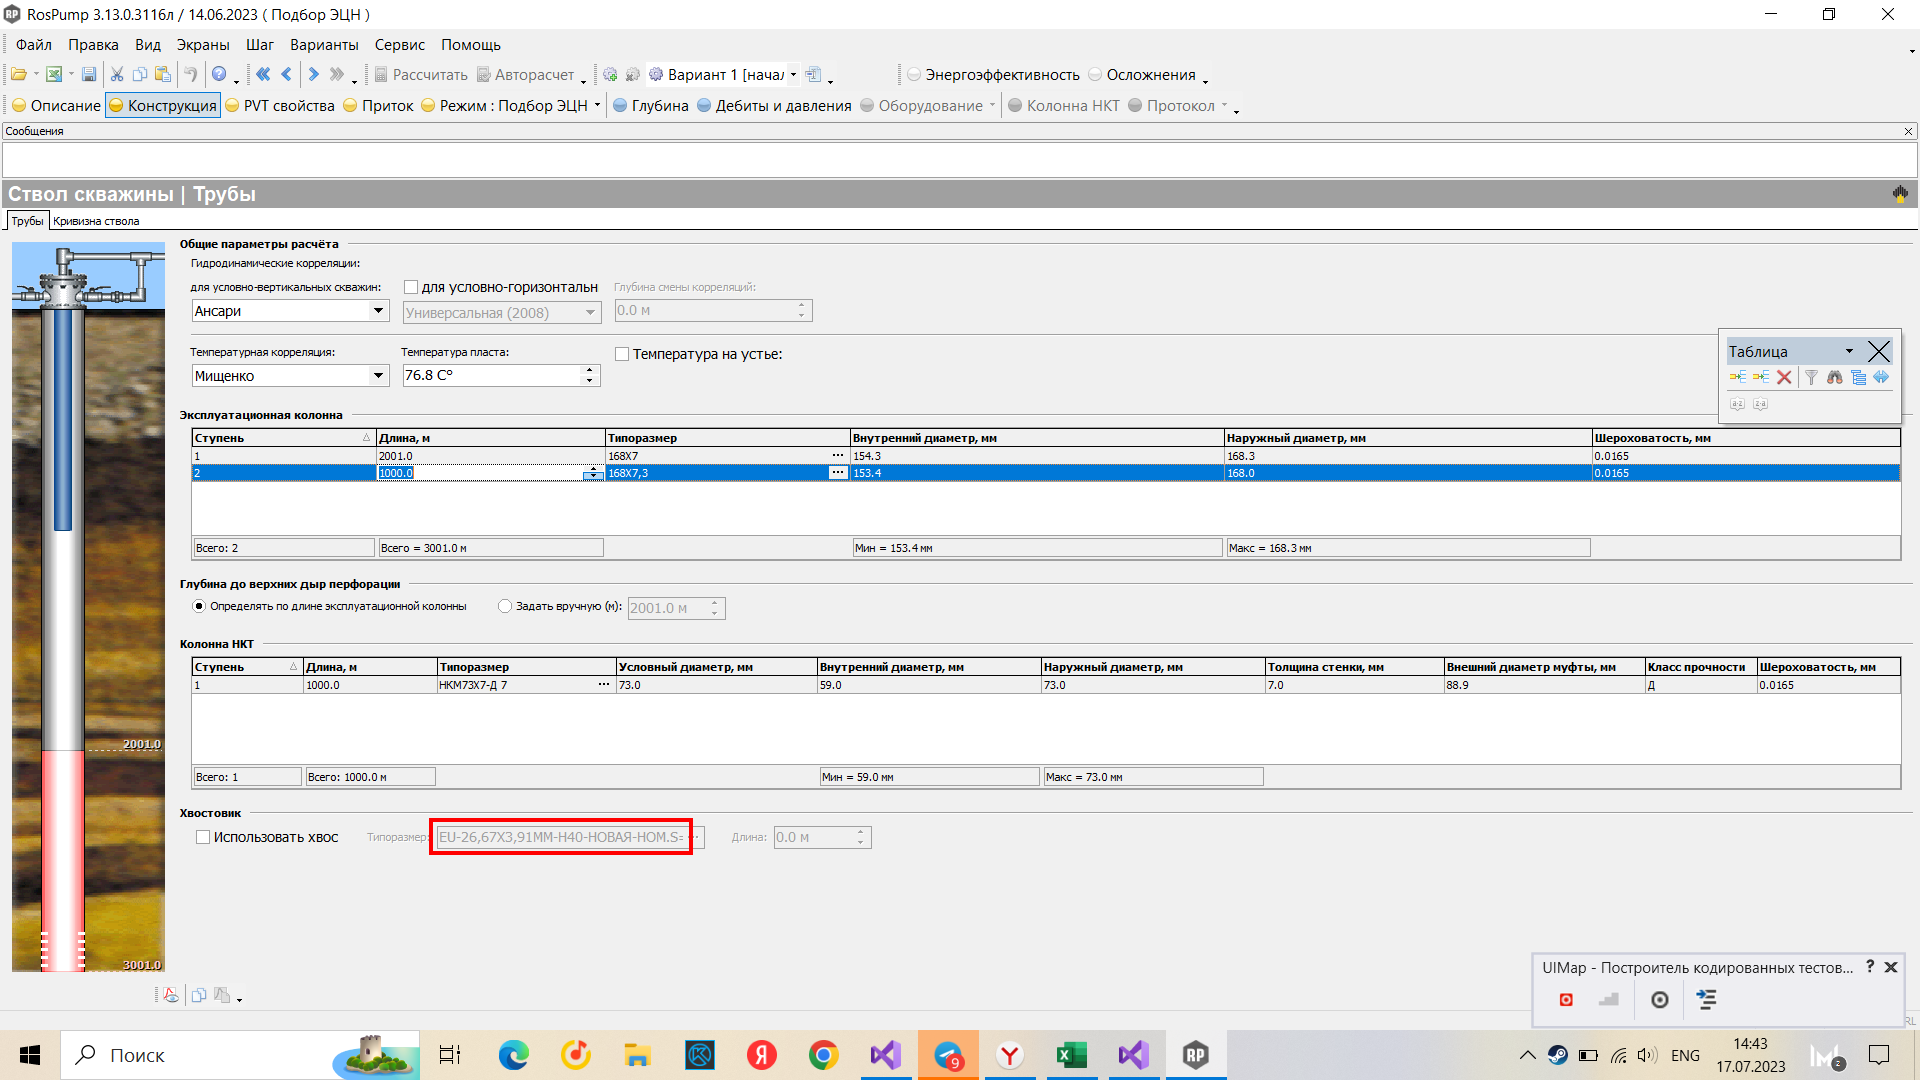 RosPump 3.13.0.3116л / 14.06.2023 ( Подбор ЭЦН )
Файл Правка Вид Экраны Шаг Варианты Сервис Помощь
Рассчитать Авторасчет Вариант 1 [начал Энергоэффективность Осложнения
Описание Конструкция PVT свойства Приток Режим : Подбор ЭЦН Глубина Дебиты и давления Оборудование Колонна НКТ Протокол
Сообщения
Ствол скважины | Трубы
Трубы Кривизна ствола
Общие параметры расчёта
Гидродинамические корреляции:
для условно-вертикальных скважин: для условно-горизонтальн Глубина смены корреляций:
Ансари Универсальная (2008) 0.0 м
Температурная корреляция: Температура пласта: Температура на устье:
Мищенко 76.8 C°
Таблица
Эксплуатационная колонна
Ступень Длина, м Типоразмер Внутренний диаметр, мм Наружный диаметр, мм Шероховатость, мм
1 2001.0 168X7 ... 154.3 168.3 0.0165
2 1000.0 168X7,3 ... 153.4 168.0 0.0165
Всего: 2 Всего = 3001.0 м Мин = 153.4 мм Макс = 168.3 мм
Глубина до верхних дыр перфорации
Определять по длине эксплуатационной колонны Задать вручную (м): 2001.0 м
Колонна НКТ
Ступень Длина, м Типоразмер Условный диаметр, мм Внутренний диаметр, мм Наружный диаметр, мм Толщина стенки, мм Внешний диаметр муфты, мм Класс прочности Шероховатость, мм
1 1000.0 НКМ73X7-Д 7 ... 73.0 59.0 73.0 7.0 88.9 Д 0.0165
2001.0
Всего: 1 Всего: 1000.0 м Мин = 59.0 мм Макс = 73.0 мм
Хвостовик
Использовать хвос Типоразмер: EU-26,67X3,91ММ-H40-НОВАЯ-НОМ.S= Длина: 0.0 м
3001.0
UIMap - Построитель кодированных тестов... ?
Поиск
9
RP
ENG
14:43
17.07.2023
2